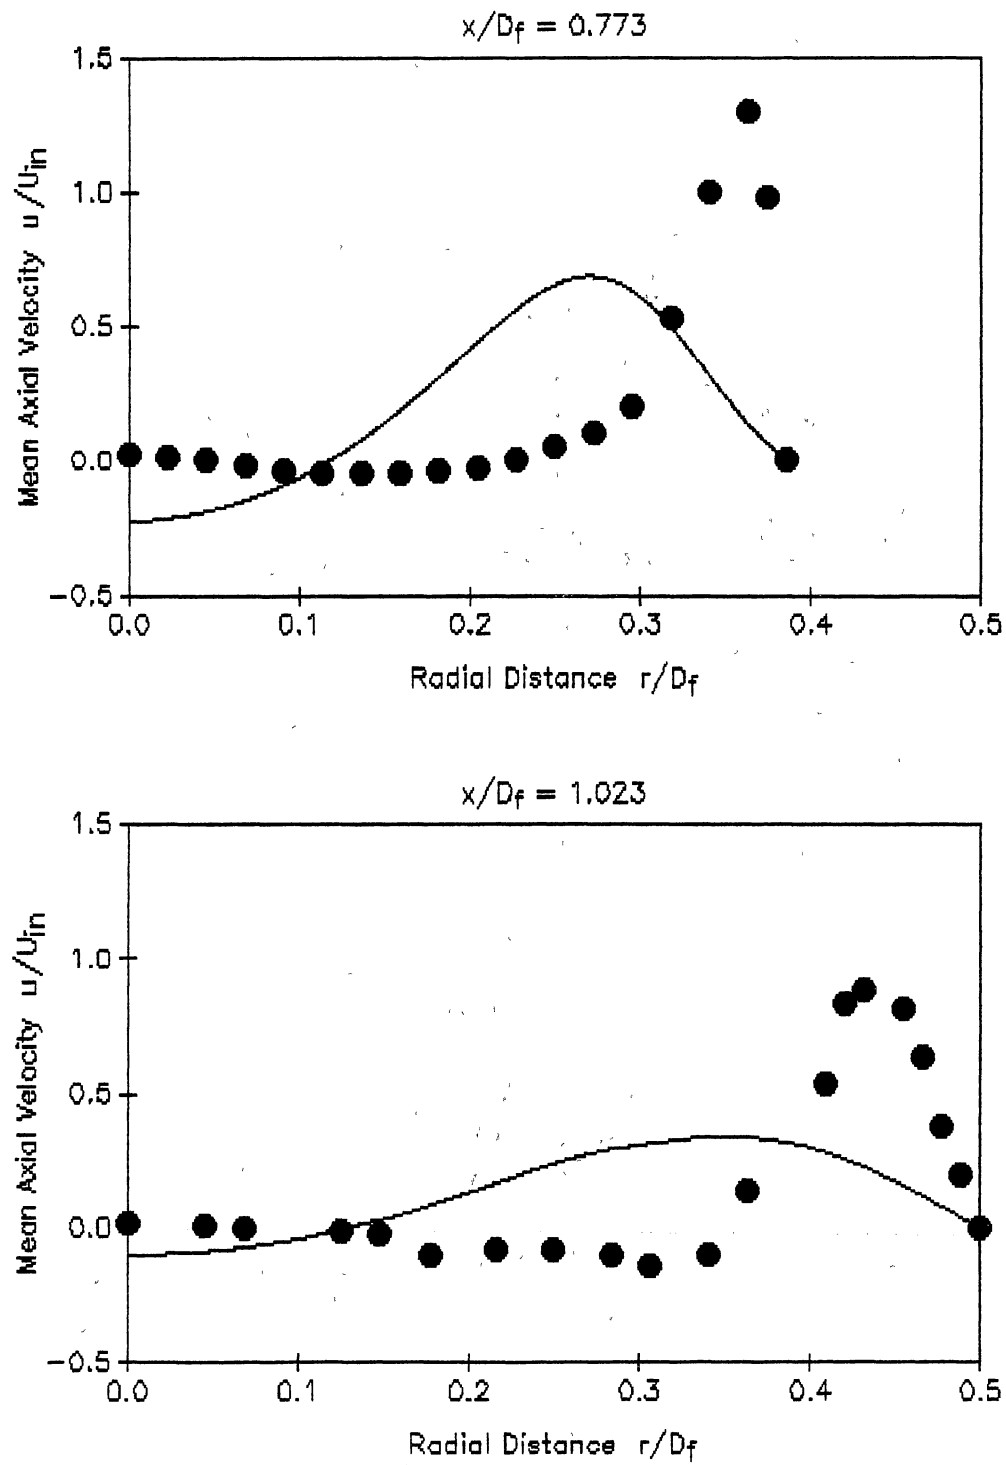 x/Df = 0.773
Mean Axial Velocity u/Uin
1.5
1.0
0.5
0.0
-0.5
0.0 0.1 0.2 0.3 0.4 0.5
Radial Distance r/Df
x/Df = 1.023
Mean Axial Velocity u/Uin
1.5
1.0
0.5
0.0
-0.5
0.0 0.1 0.2 0.3 0.4 0.5
Radial Distance r/Df